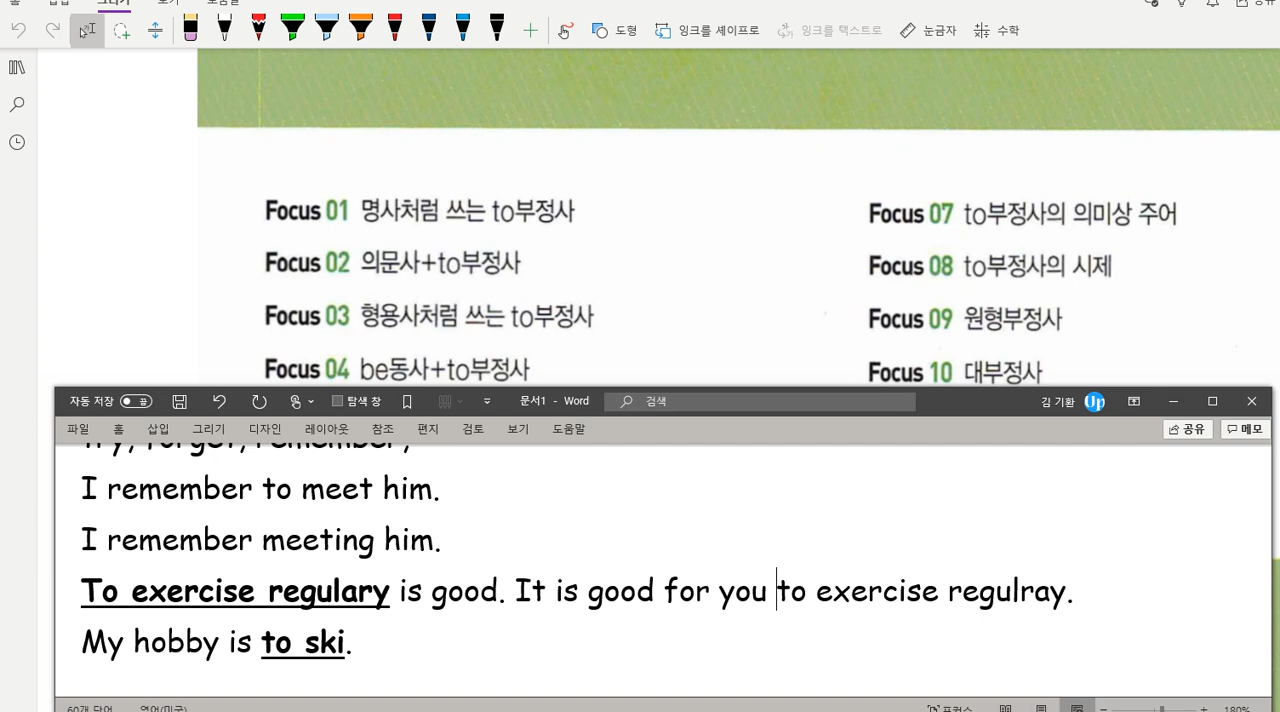 도형
잉크를 셰이프로
잉크를 텍스트로
눈금자
수학
Focus 01 명사처럼 쓰는 to부정사
Focus 02 의문사+to부정사
Focus 03 형용사처럼 쓰는 to부정사
Focus 04 be동사+to부정사
Focus 07 to부정사의 의미상 주어
Focus 08 to부정사의 시제
Focus 09 원형부정사
Focus 10 대부정사
자동 저장 끔 탐색 창 문서1 - Word 검색 김 기환 Up
파일 홈 삽입 그리기 디자인 레이아웃 참조 편지 검토 보기 도움말 공유 메모
I remember to meet him.
I remember meeting him.
To exercise regulary is good. It is good for you to exercise regulray.
My hobby is to ski.
180%